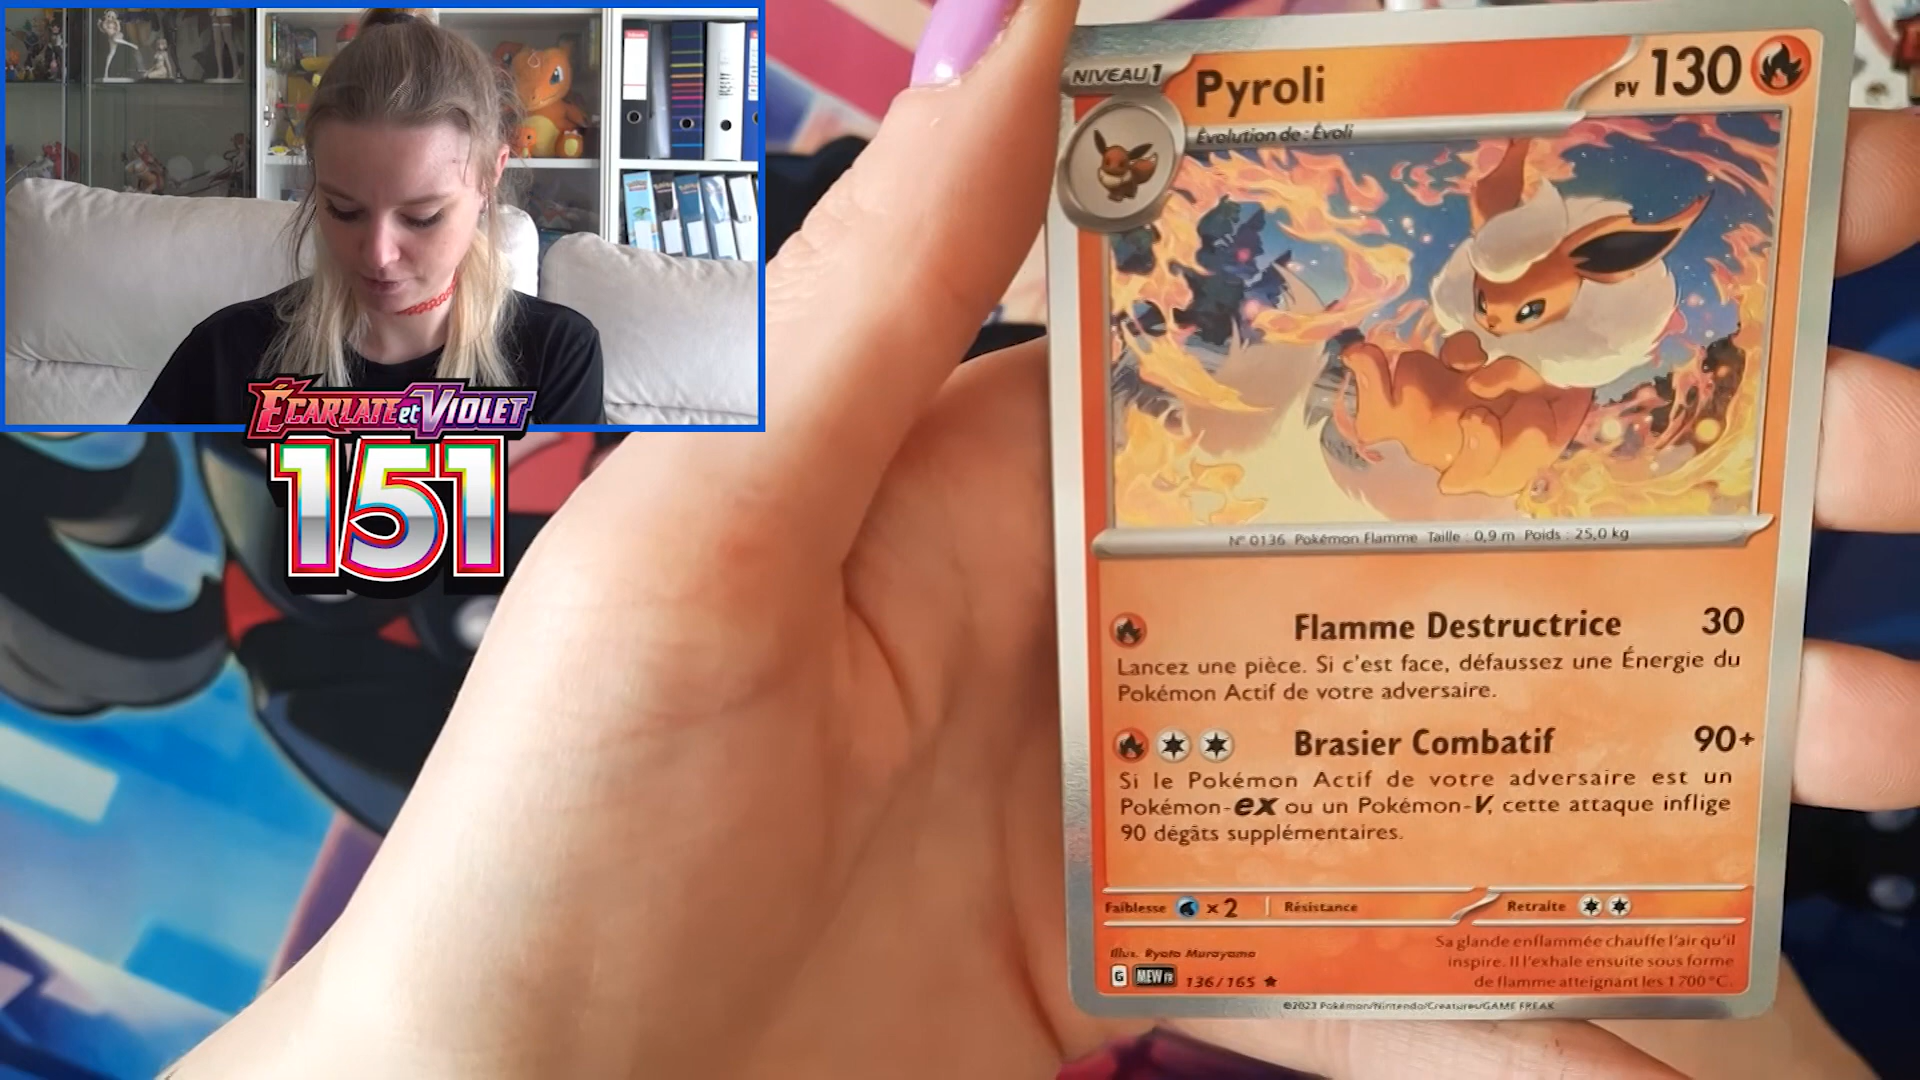 ÉCARLATE et VIOLET
151
NIVEAU 1
Pyroli
PV 130
Évolution de : Évoli
N° 0136 Pokémon Flamme Taille : 0,9 m Poids : 25,0 kg
Flamme Destructrice 30
Lancez une pièce. Si c'est face, défaussez une Énergie du
Pokémon Actif de votre adversaire.
Brasier Combatif 90+
Si le Pokémon Actif de votre adversaire est un
Pokémon-ex ou un Pokémon-V, cette attaque inflige
90 dégâts supplémentaires.
Faiblesse x2 Résistance Retraite
Illus. Ryota Murayama
G MEW FR 136/165
Sa glande enflammée chauffe l'air qu'il
inspire. Il l'exhale ensuite sous forme
de flamme atteignant les 1 700 °C.
©2023 Pokémon/Nintendo/Creatures/GAME FREAK